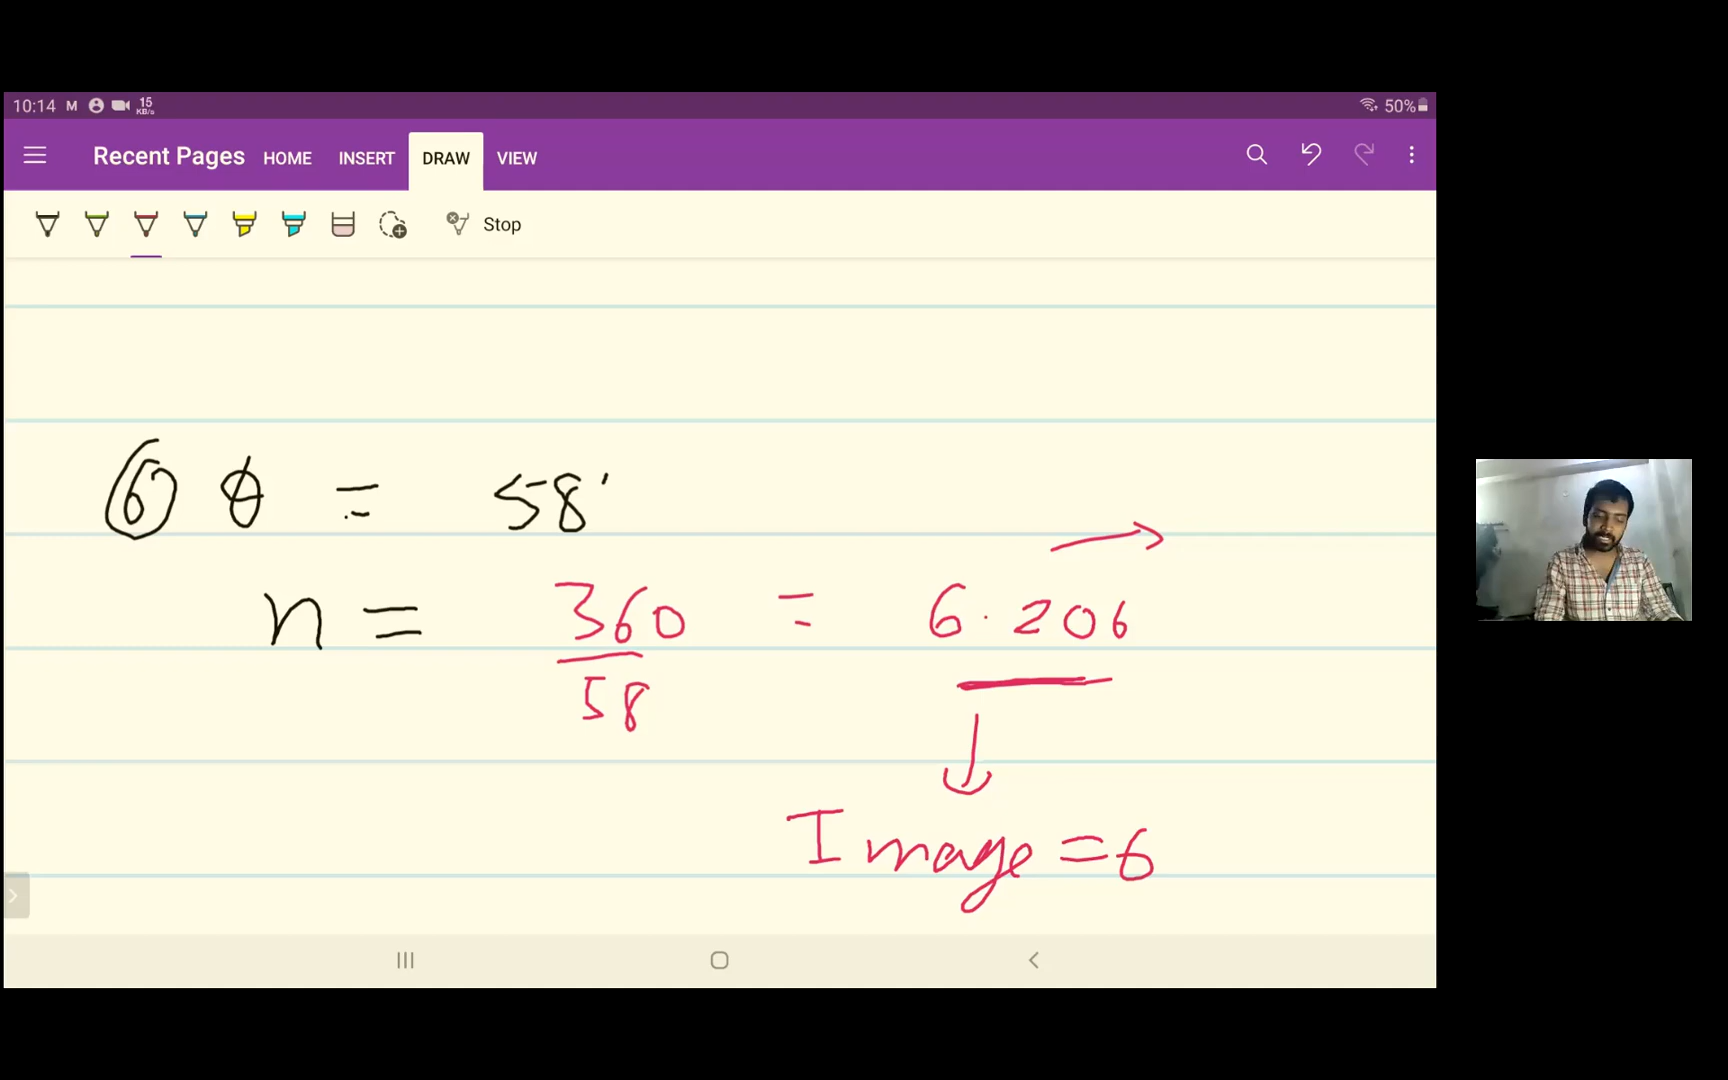 10:14 M 15 KB/s 50%
Recent Pages HOME INSERT DRAW VIEW
Stop
6 θ = 58°
n = 360/58 = 6.206
Image = 6